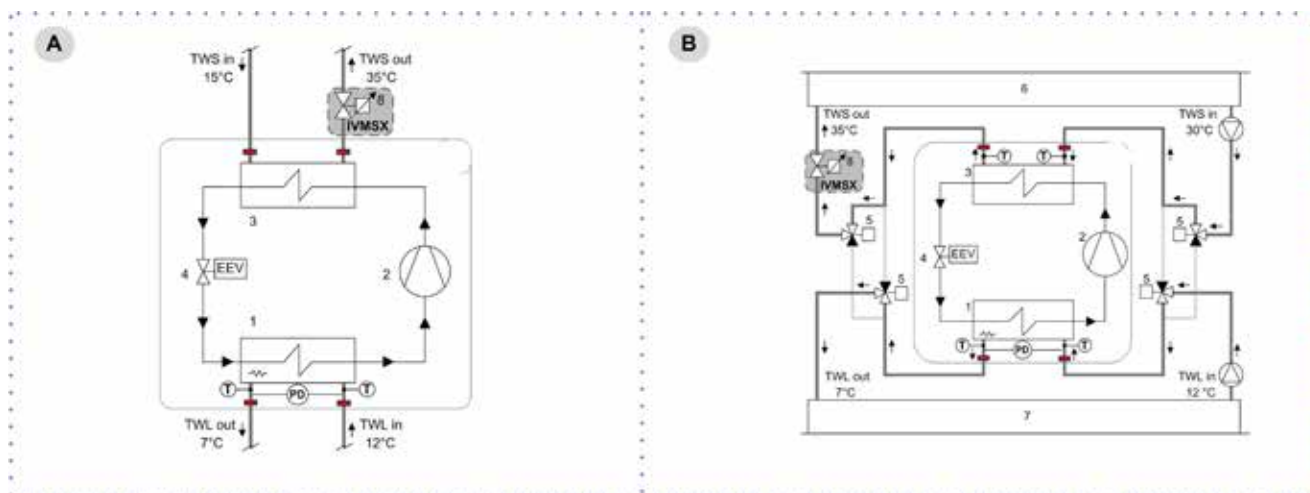 A
TWS in
15°C
TWS out
35°C
8
IVMSX
3
4
EEV
2
1
T
PD
T
TWL out
7°C
TWL in
12°C
B
6
TWS out
35°C
TWS in
30°C
8
IVMSX
T
T
3
5
5
2
4
EEV
5
5
1
T
PD
T
TWL out
7°C
TWL in
12 °C
7